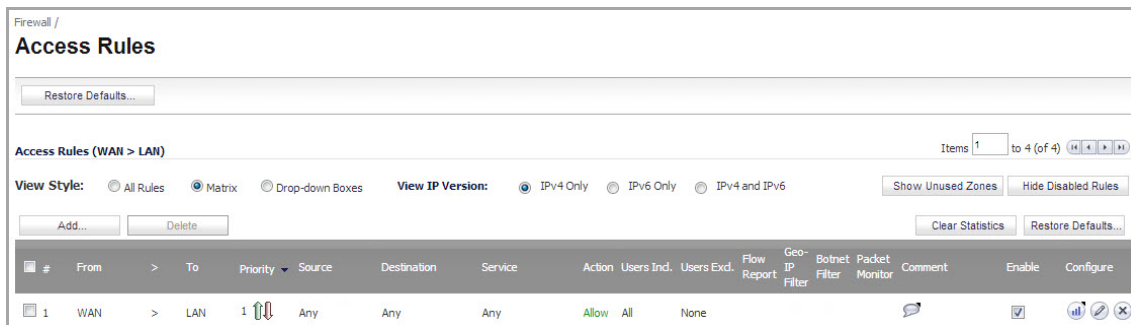 Firewall /
Access Rules
Restore Defaults...
Access Rules (WAN > LAN) Items 1 to 4 (of 4)
View Style: All Rules Matrix Drop-down Boxes View IP Version: IPv4 Only IPv6 Only IPv4 and IPv6 Show Unused Zones Hide Disabled Rules
Add... Delete Clear Statistics Restore Defaults...
# From > To Priority Source Destination Service Action Users Incl. Users Excl. Flow Report Geo-IP Filter Botnet Filter Packet Monitor Comment Enable Configure
1 WAN > LAN 1 Any Any Any Allow All None